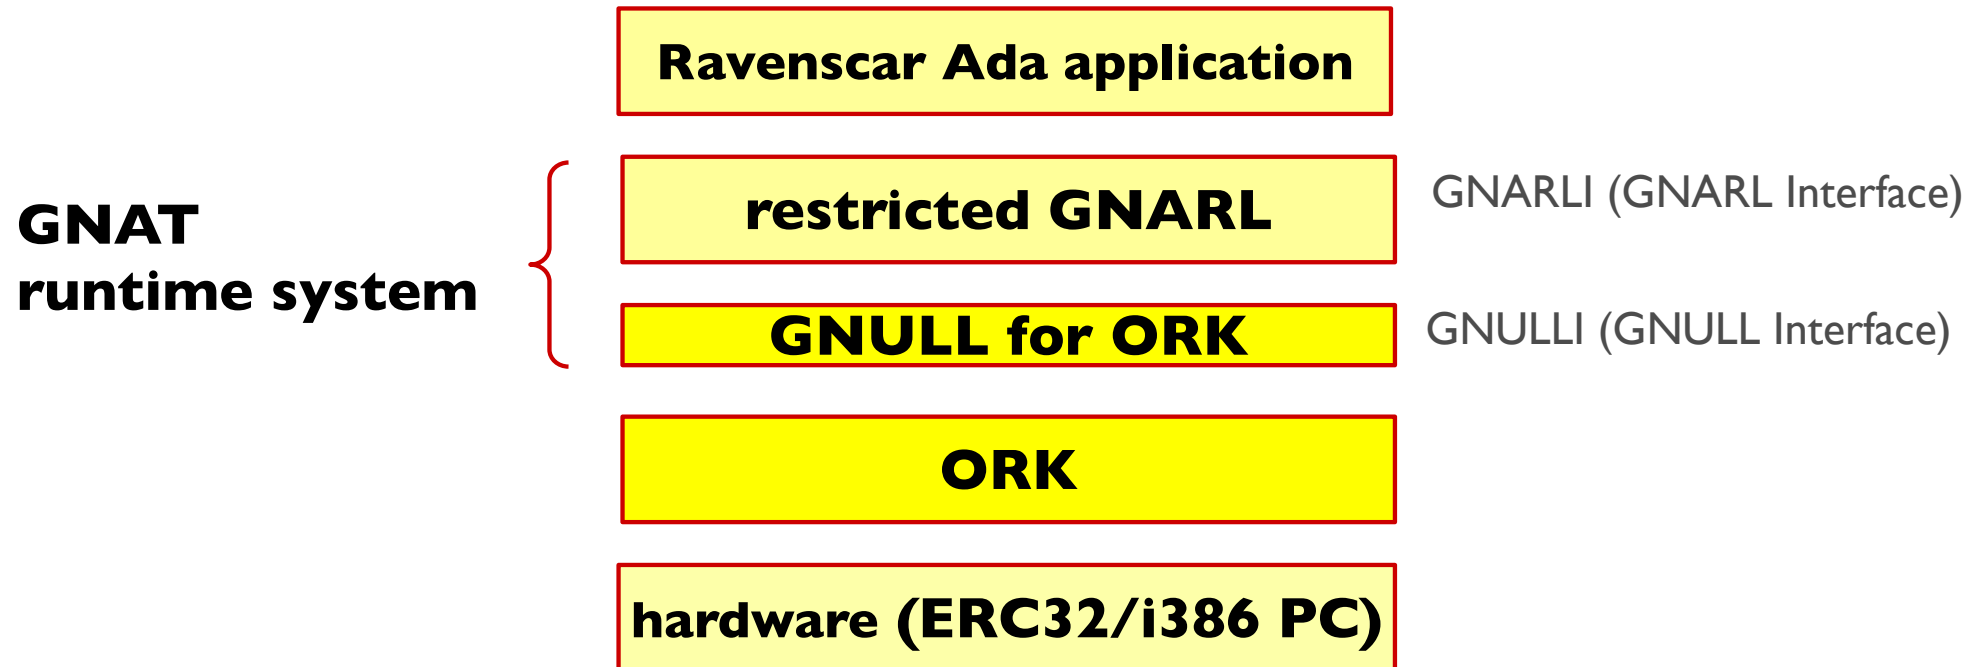 Ravenscar Ada application
GNAT
runtime system
restricted GNARL
GNARLI (GNARL Interface)
GNULL for ORK
GNULLI (GNULL Interface)
ORK
hardware (ERC32/i386 PC)